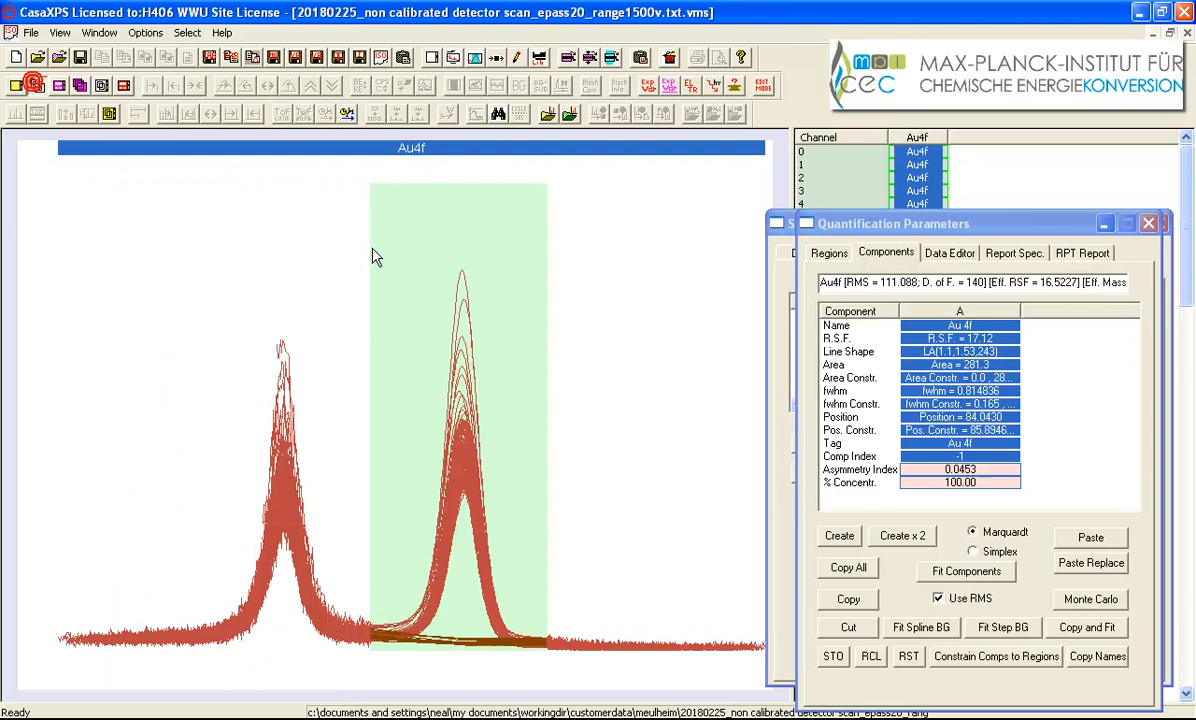 CasaXPS Licensed to:H406 WWU Site License - [20180225_non calibrated detector scan_epass20_range1500v.txt.vms]
File View Window Options Select Help
MAX-PLANCK-INSTITUT FÜR
CHEMISCHE ENERGIEKONVERSION
mpi
cec
Au4f
Channel Au4f
0 Au4f
1 Au4f
2 Au4f
3 Au4f
4 Au4f
Quantification Parameters
Regions Components Data Editor Report Spec. RPT Report
Au4f [RMS = 111.088; D. of F. = 140] [Eff. RSF = 16.5227] [Eff. Mass
Component A
Name Au 4f
R.S.F. R.S.F. = 17.12
Line Shape LA(1.1,1.53,243)
Area Area = 281.3
Area Constr. Area Constr. = 0.0 , 28...
fwhm fwhm = 0.814836
fwhm Constr. fwhm Constr. = 0.165 , ...
Position Position = 84.0430
Pos. Constr. Pos. Constr. = 85.8946...
Tag Au 4f
Comp Index -1
Asymmetry Index 0.0453
% Concentr. 100.00
Create Create x 2 Marquardt Paste
Simplex
Copy All Fit Components Paste Replace
Copy Use RMS Monte Carlo
Cut Fit Spline BG Fit Step BG Copy and Fit
STO RCL RST Constrain Comps to Regions Copy Names
Ready c:\documents and settings\neal\my documents\workingdir\customerdata\meulheim\20180225_non calibrated detector scan_epass20_rang